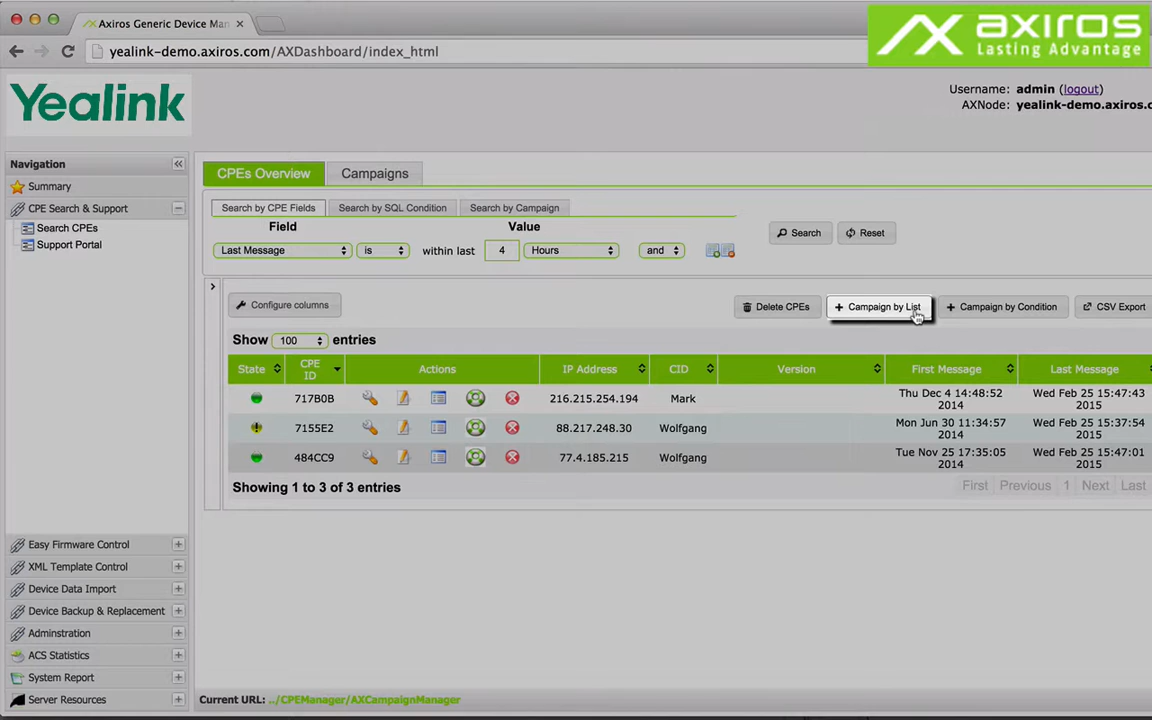 Axiros Generic Device Mar
axiros
Lasting Advantage
yealink-demo.axiros.com/AXDashboard/index_html
Yealink
Username: admin (logout)
AXNode: yealink-demo.axiros.c
Navigation
Summary
CPE Search & Support
Search CPEs
Support Portal
Easy Firmware Control
XML Template Control
Device Data Import
Device Backup & Replacement
Adminstration
ACS Statistics
System Report
Server Resources
CPEs Overview Campaigns
Search by CPE Fields Search by SQL Condition Search by Campaign
Field Value
Last Message is within last 4 Hours and Search Reset
Configure columns Delete CPEs Campaign by List Campaign by Condition CSV Export
Show 100 entries
State CPE ID Actions IP Address CID Version First Message Last Message
717B0B 216.215.254.194 Mark Thu Dec 4 14:48:52 2014 Wed Feb 25 15:47:43 2015
7155E2 88.217.248.30 Wolfgang Mon Jun 30 11:34:57 2014 Wed Feb 25 15:37:54 2015
484CC9 77.4.185.215 Wolfgang Tue Nov 25 17:35:05 2014 Wed Feb 25 15:47:01 2015
Showing 1 to 3 of 3 entries First Previous 1 Next Last
Current URL: ../CPEManager/AXCampaignManager